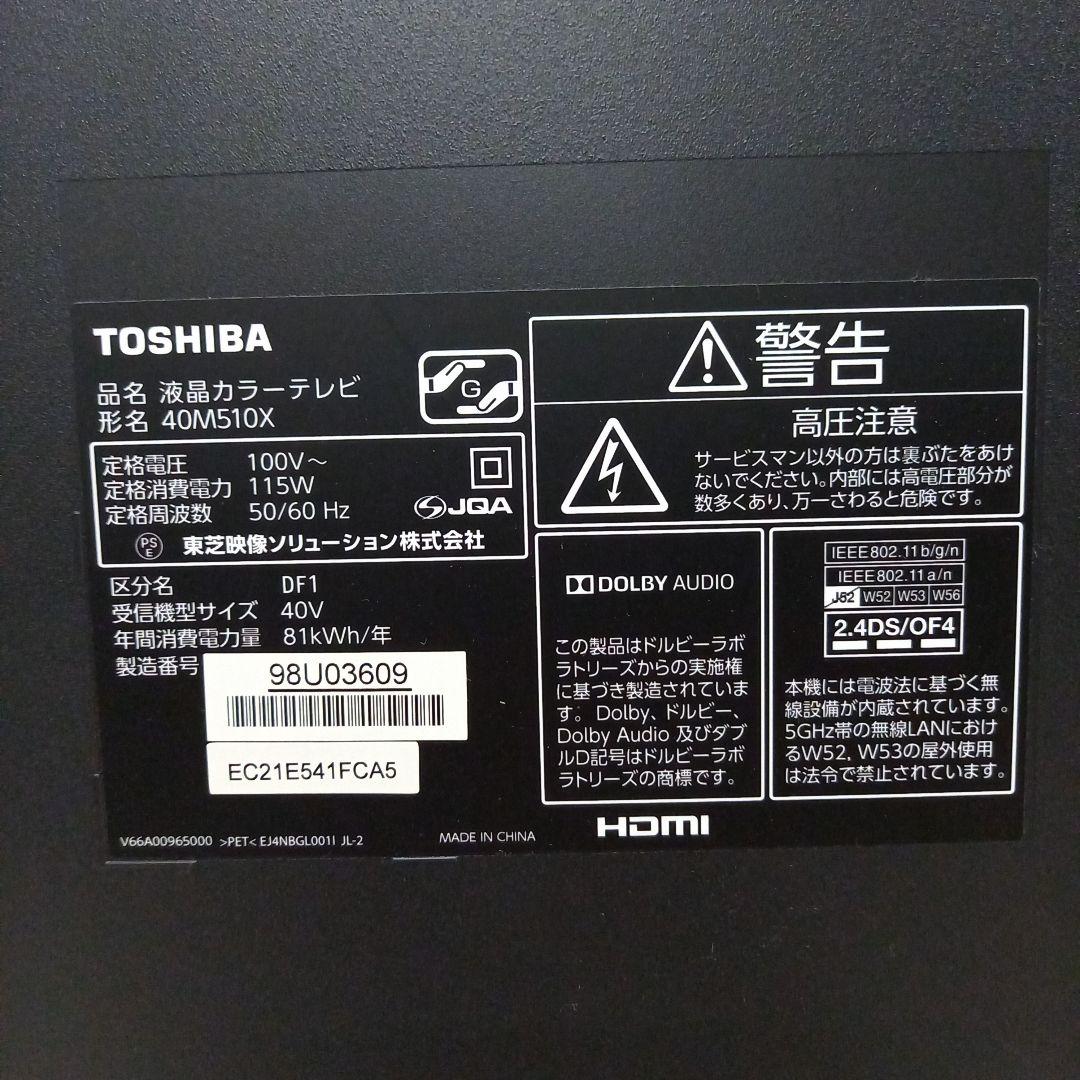 TOSHIBA
品名 液晶カラーテレビ
形名 40M510X
G
定格電圧 100V～
定格消費電力 115W
定格周波数 50/60 Hz
JQA
PS
E
東芝映像ソリューション株式会社
区分名 DF1
受信機型サイズ 40V
年間消費電力量 81kWh/年
製造番号
98U03609
EC21E541FCA5
V66A00965000 >PET< EJ4NBGL001I JL-2
MADE IN CHINA
警告
高圧注意
サービスマン以外の方は裏ぶたをあけ
ないでください。内部には高電圧部分が
数多くあり、万一さわると危険です。
DOLBY AUDIO
この製品はドルビーラボ
ラトリーズからの実施権
に基づき製造されていま
す。Dolby、ドルビー、
Dolby Audio 及びダブ
ルD記号はドルビーラボ
ラトリーズの商標です。
IEEE802.11b/g/n
IEEE802.11a/n
J52 W52 W53 W56
2.4DS/OF4
本機には電波法に基づく無
線設備が内蔵されています。
5GHz帯の無線LANにおけ
るW52, W53の屋外使用
は法令で禁止されています。
HDMI